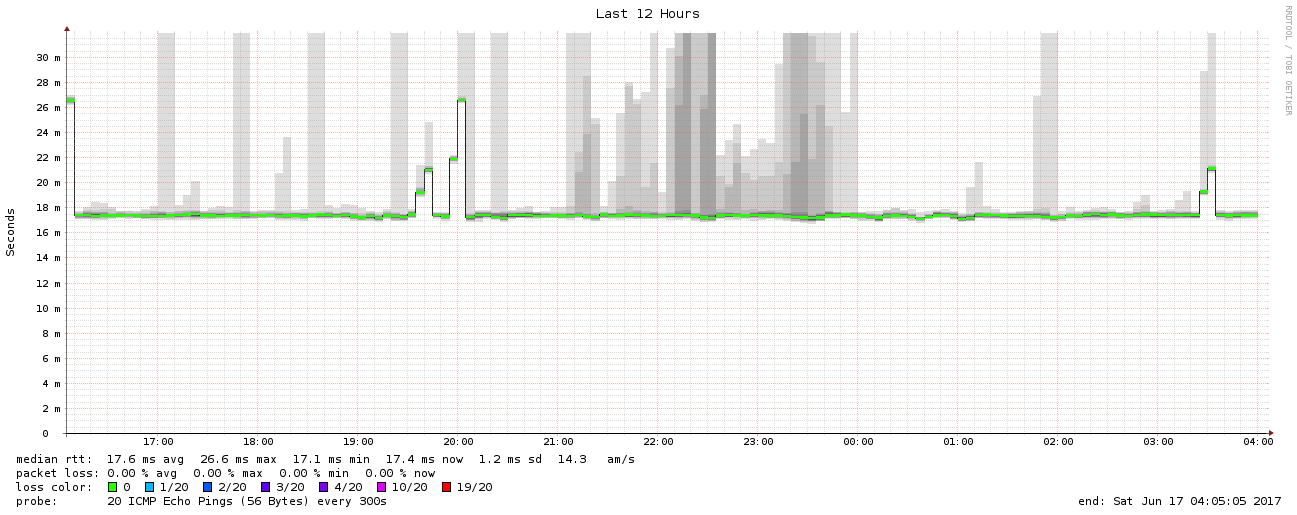 Last 12 Hours
RRDTOOL / TOBI OETIKER
Seconds
30 m
28 m
26 m
24 m
22 m
20 m
18 m
16 m
14 m
12 m
10 m
8 m
6 m
4 m
2 m
0
17:00 18:00 19:00 20:00 21:00 22:00 23:00 00:00 01:00 02:00 03:00 04:00
median rtt: 17.6 ms avg 26.6 ms max 17.1 ms min 17.4 ms now 1.2 ms sd 14.3 am/s
packet loss: 0.00 % avg 0.00 % max 0.00 % min 0.00 % now
loss color: 0 1/20 2/20 3/20 4/20 10/20 19/20
probe: 20 ICMP Echo Pings (56 Bytes) every 300s
end: Sat Jun 17 04:05:05 2017